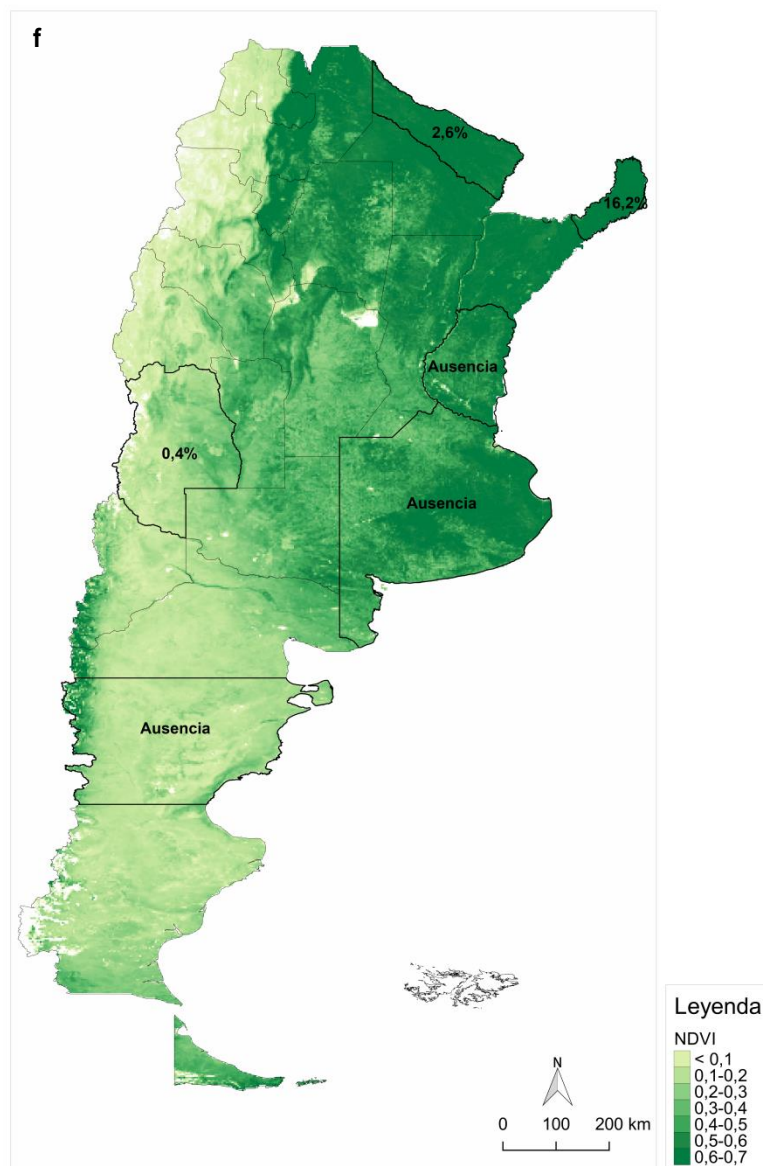 f
2,6%
16,2%
Ausencia
0,4%
Ausencia
Ausencia
N
0 100 200 km
Leyenda
NDVI
< 0,1
0,1-0,2
0,2-0,3
0,3-0,4
0,4-0,5
0,5-0,6
0,6-0,7